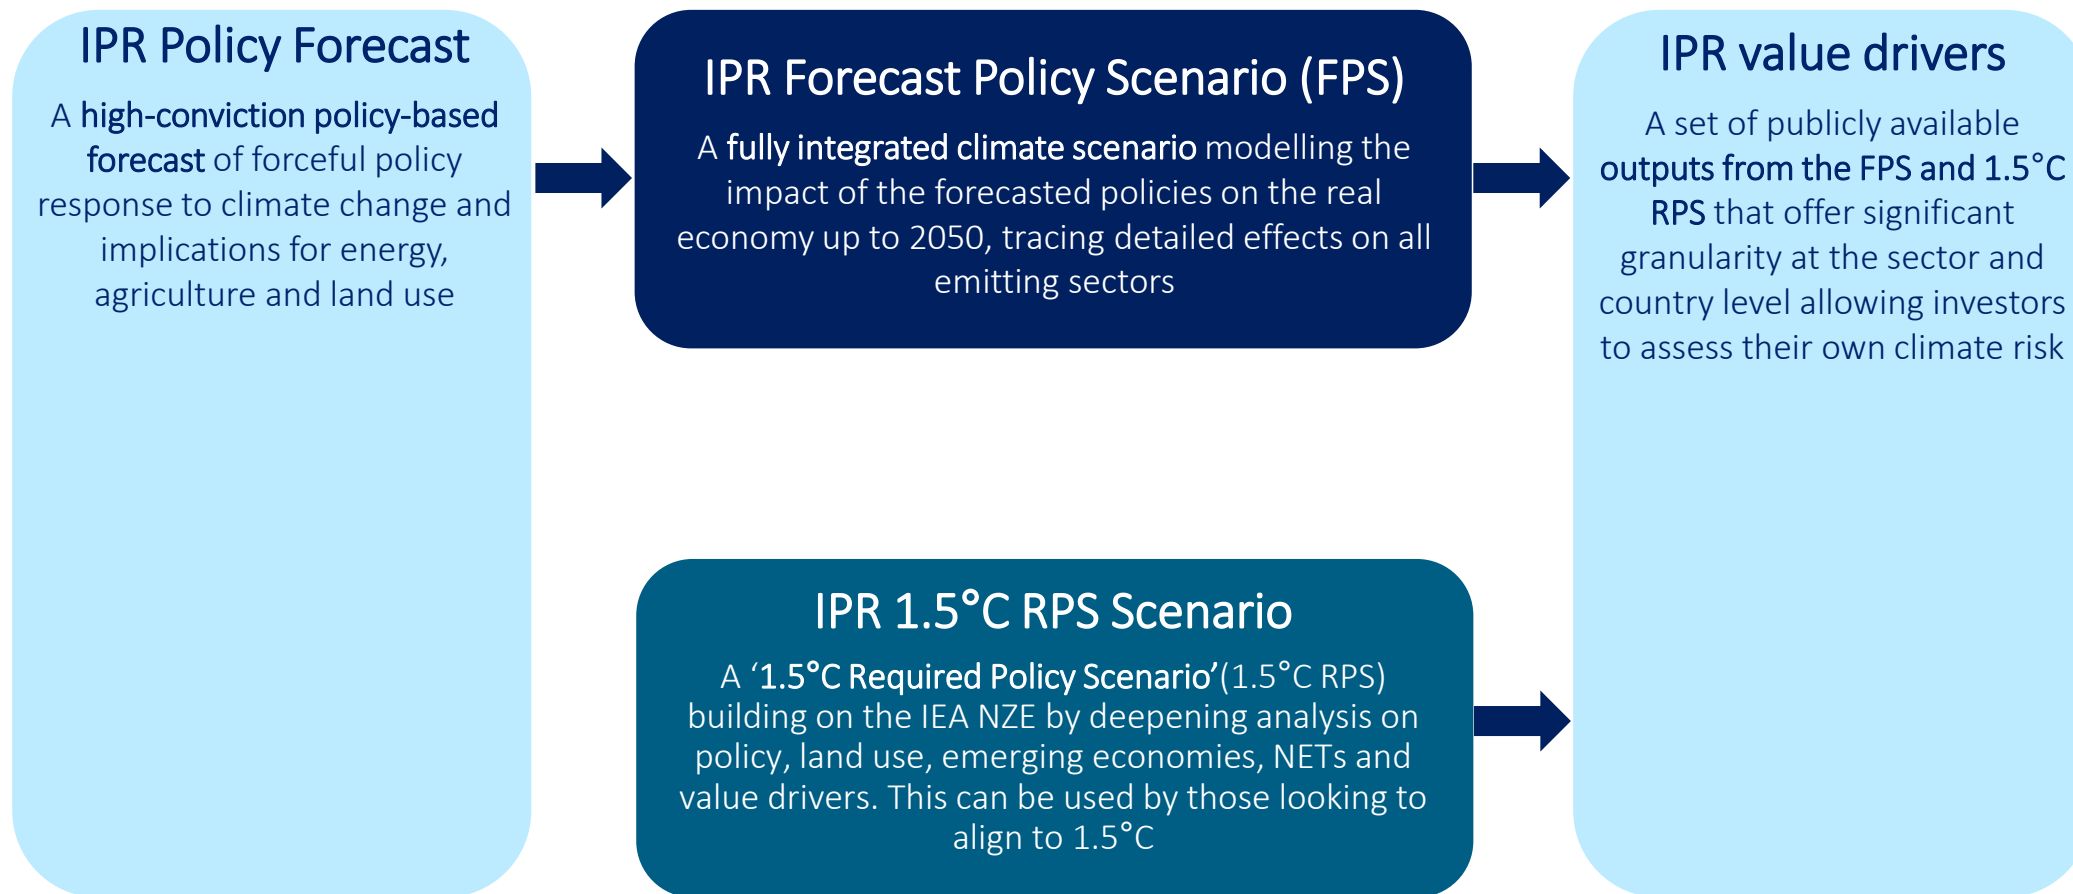 IPR Policy Forecast
A high-conviction policy-based
forecast of forceful policy
response to climate change and
implications for energy,
agriculture and land use
IPR Forecast Policy Scenario (FPS)
A fully integrated climate scenario modelling the
impact of the forecasted policies on the real
economy up to 2050, tracing detailed effects on all
emitting sectors
IPR 1.5°C RPS Scenario
A ‘1.5°C Required Policy Scenario’(1.5°C RPS)
building on the IEA NZE by deepening analysis on
policy, land use, emerging economies, NETs and
value drivers. This can be used by those looking to
align to 1.5°C
IPR value drivers
A set of publicly available
outputs from the FPS and 1.5°C
RPS that offer significant
granularity at the sector and
country level allowing investors
to assess their own climate risk